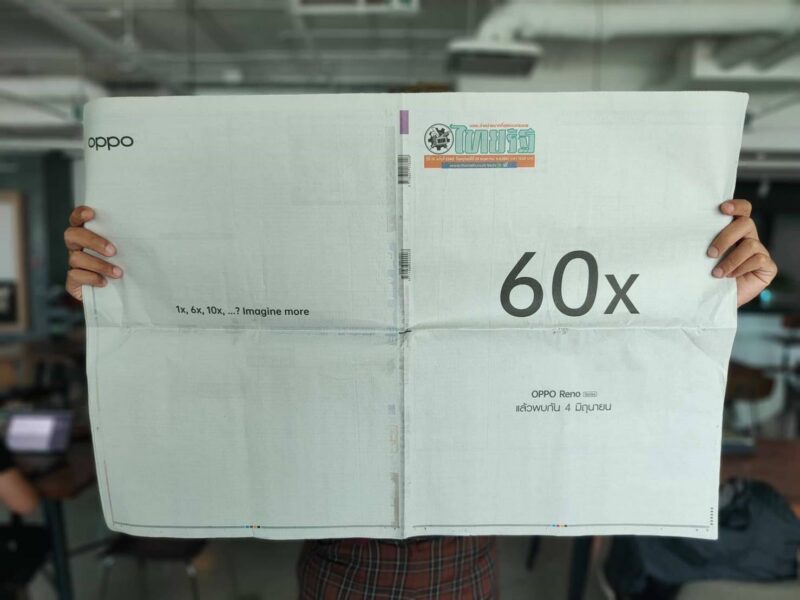 oppo
1x, 6x, 10x, ...? Imagine more
ไทยรัฐ
60x
OPPO Reno Series
แล้วพบกัน 4 มิถุนายน